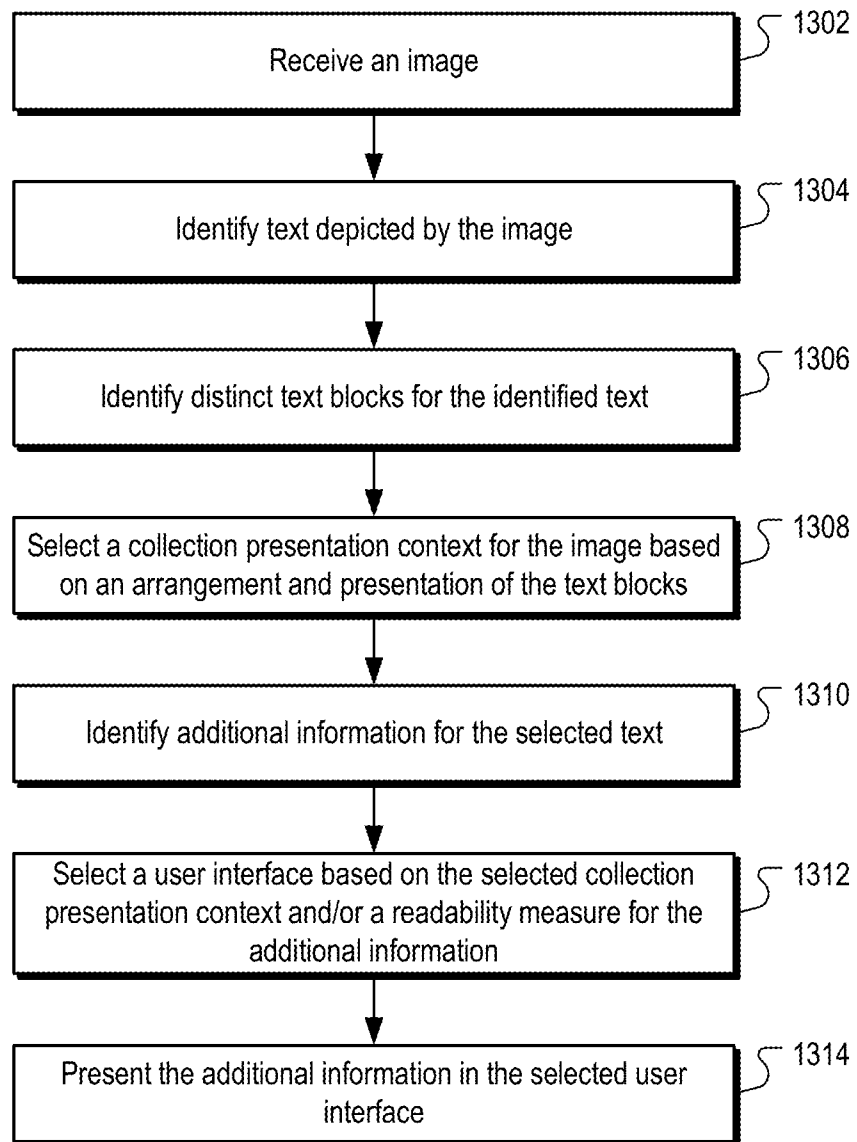 Receive an image
1302
Identify text depicted by the image
1304
Identify distinct text blocks for the identified text
1306
Select a collection presentation context for the image based
on an arrangement and presentation of the text blocks
1308
Identify additional information for the selected text
1310
Select a user interface based on the selected collection
presentation context and/or a readability measure for the
additional information
1312
Present the additional information in the selected user
interface
1314